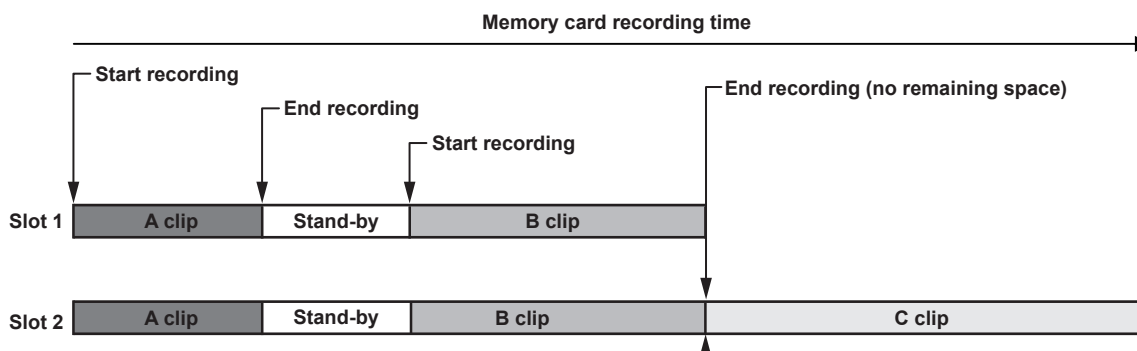 Memory card recording time
Start recording
End recording (no remaining space)
End recording
Start recording
Slot 1
A clip
Stand-by
B clip
Slot 2
A clip
Stand-by
B clip
C clip